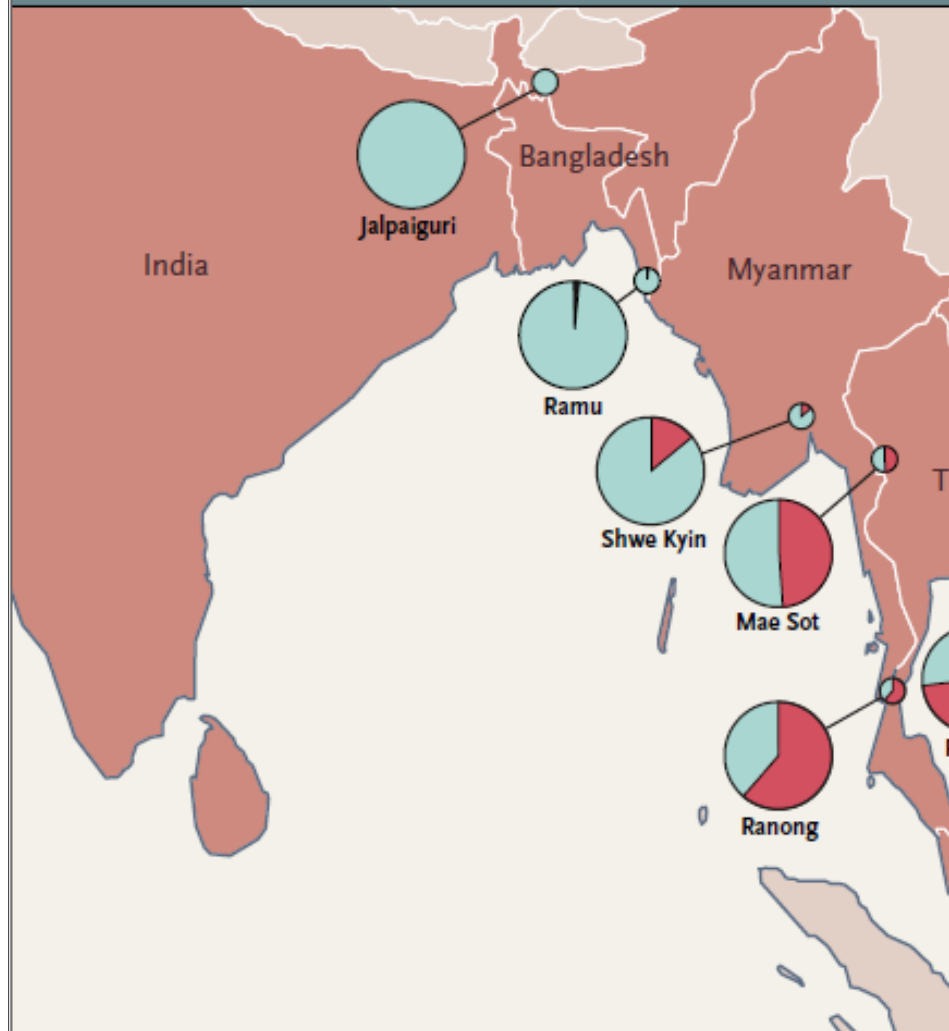 Bangladesh
Jalpaiguri
India
Myanmar
Ramu
Shwe Kyin
Mae Sot
Ranong